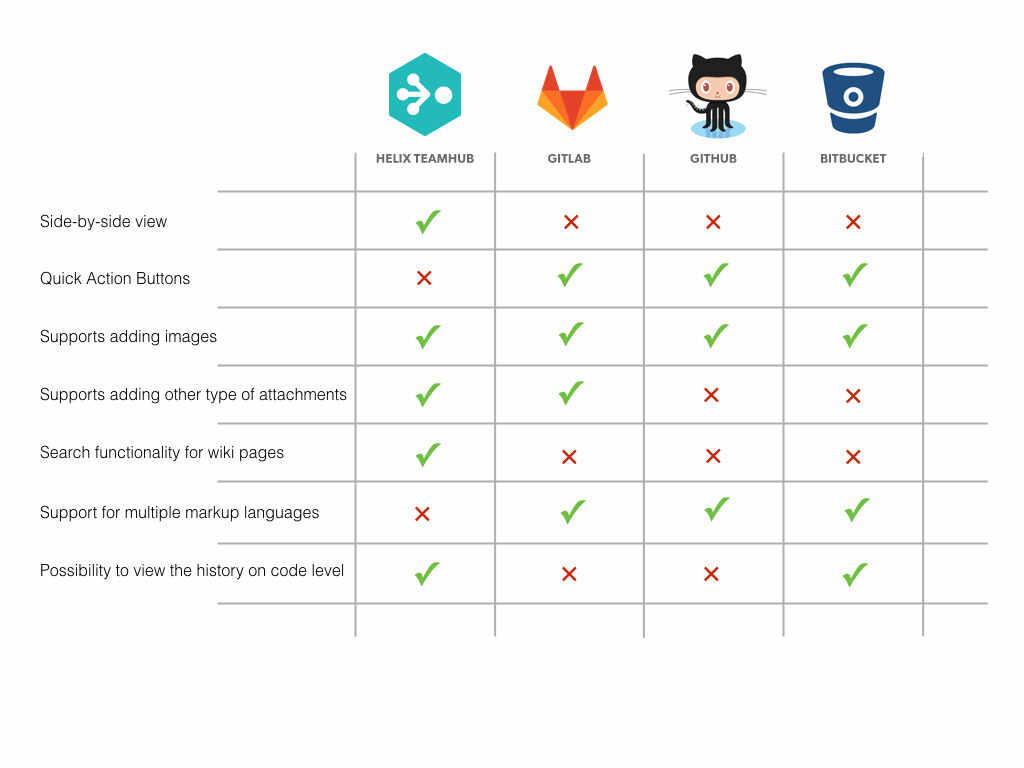 HELIX TEAMHUB GITLAB GITHUB BITBUCKET
Side-by-side view
Quick Action Buttons
Supports adding images
Supports adding other type of attachments
Search functionality for wiki pages
Support for multiple markup languages
Possibility to view the history on code level